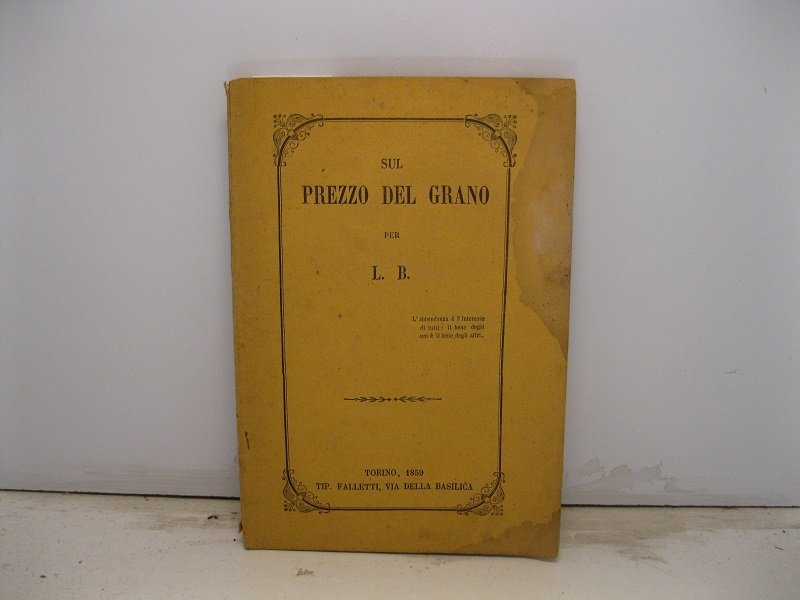 SUL
PREZZO DEL GRANO
PER
L. B.
L'abbondanza è l'interesse
di tutti: il bene degli
uni è il bene degli altri.
TORINO, 1859
TIP. FALLETTI, VIA DELLA BASILICA